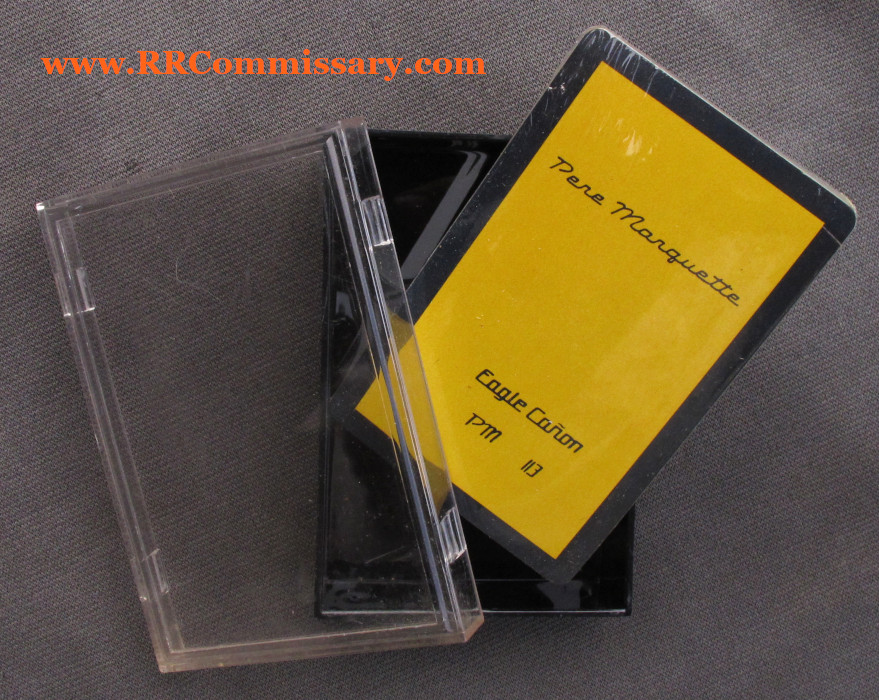 www.RRCommissary.com
Pere Marquette
Eagle Cañon
PM 113